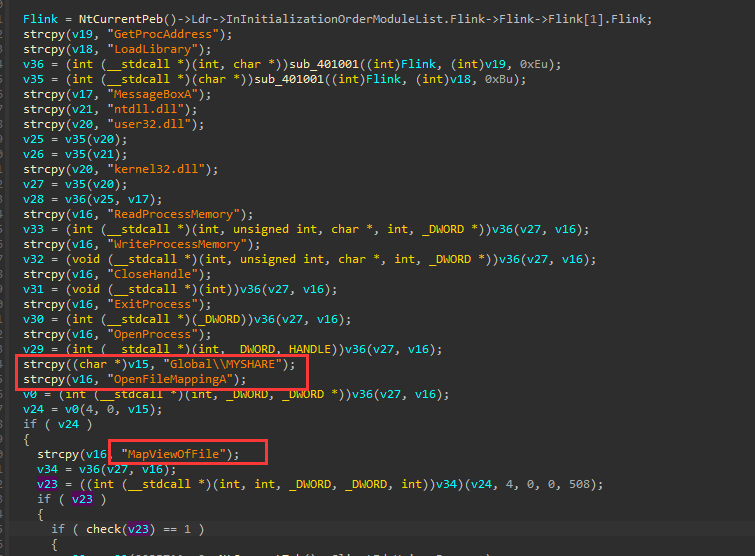 Flink = NtCurrentPeb()->Ldr->InInitializationOrderModuleList.Flink->Flink->Flink[1].Flink;
strcpy(v19, "GetProcAddress");
strcpy(v18, "LoadLibrary");
v36 = (int (__stdcall *)(int, char *))sub_401001((int)Flink, (int)v19, 0xEu);
v35 = (int (__stdcall *)(char *))sub_401001((int)Flink, (int)v18, 0xBu);
strcpy(v17, "MessageBoxA");
strcpy(v21, "ntdll.dll");
strcpy(v20, "user32.dll");
v25 = v35(v20);
v26 = v35(v21);
strcpy(v20, "kernel32.dll");
v27 = v35(v20);
v28 = v36(v25, v17);
strcpy(v16, "ReadProcessMemory");
v33 = (int (__stdcall *)(int, unsigned int, char *, int, _DWORD *))v36(v27, v16);
strcpy(v16, "WriteProcessMemory");
v32 = (void (__stdcall *)(int, unsigned int, char *, int, _DWORD *))v36(v27, v16);
strcpy(v16, "CloseHandle");
v31 = (void (__stdcall *)(int))v36(v27, v16);
strcpy(v16, "ExitProcess");
v30 = (int (__stdcall *)(_DWORD))v36(v27, v16);
strcpy(v16, "OpenProcess");
v29 = (int (__stdcall *)(int, _DWORD, HANDLE))v36(v27, v16);
strcpy((char *)v15, "Global\\MYSHARE");
strcpy(v16, "OpenFileMappingA");
v0 = (int (__stdcall *)(int, _DWORD, _DWORD *))v36(v27, v16);
v24 = v0(4, 0, v15);
if ( v24 )
{
strcpy(v16, "MapViewOfFile");
v34 = v36(v27, v16);
v23 = ((int (__stdcall *)(int, int, _DWORD, _DWORD, int))v34)(v24, 4, 0, 0, 508);
if ( v23 )
{
if ( check(v23) == 1 )
{